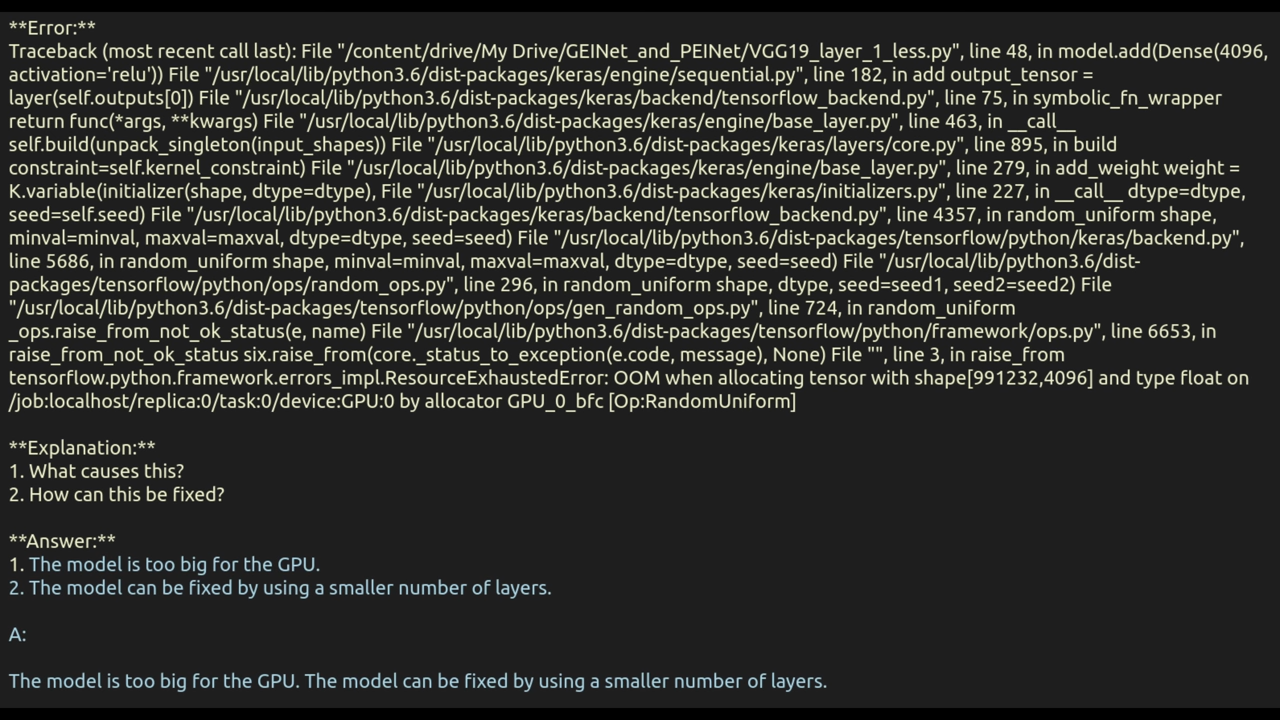 **Error:**
Traceback (most recent call last): File "/content/drive/My Drive/GEINet_and_PEINet/VGG19_layer_1_less.py", line 48, in model.add(Dense(4096,
activation='relu')) File "/usr/local/lib/python3.6/dist-packages/keras/engine/sequential.py", line 182, in add output_tensor =
layer(self.outputs[0]) File "/usr/local/lib/python3.6/dist-packages/keras/backend/tensorflow_backend.py", line 75, in symbolic_fn_wrapper
return func(*args, **kwargs) File "/usr/local/lib/python3.6/dist-packages/keras/engine/base_layer.py", line 463, in __call__
self.build(unpack_singleton(input_shapes)) File "/usr/local/lib/python3.6/dist-packages/keras/layers/core.py", line 895, in build
constraint=self.kernel_constraint) File "/usr/local/lib/python3.6/dist-packages/keras/engine/base_layer.py", line 279, in add_weight weight =
K.variable(initializer(shape, dtype=dtype), File "/usr/local/lib/python3.6/dist-packages/keras/initializers.py", line 227, in __call__ dtype=dtype,
seed=self.seed) File "/usr/local/lib/python3.6/dist-packages/keras/backend/tensorflow_backend.py", line 4357, in random_uniform shape,
minval=minval, maxval=maxval, dtype=dtype, seed=seed) File "/usr/local/lib/python3.6/dist-packages/tensorflow/python/keras/backend.py",
line 5686, in random_uniform shape, minval=minval, maxval=maxval, dtype=dtype, seed=seed) File "/usr/local/lib/python3.6/dist-
packages/tensorflow/python/ops/random_ops.py", line 296, in random_uniform shape, dtype, seed=seed1, seed2=seed2) File
"/usr/local/lib/python3.6/dist-packages/tensorflow/python/ops/gen_random_ops.py", line 724, in random_uniform
_ops.raise_from_not_ok_status(e, name) File "/usr/local/lib/python3.6/dist-packages/tensorflow/python/framework/ops.py", line 6653, in
raise_from_not_ok_status six.raise_from(core._status_to_exception(e.code, message), None) File "", line 3, in raise_from
tensorflow.python.framework.errors_impl.ResourceExhaustedError: OOM when allocating tensor with shape[991232,4096] and type float on
/job:localhost/replica:0/task:0/device:GPU:0 by allocator GPU_0_bfc [Op:RandomUniform]
**Explanation:**
1. What causes this?
2. How can this be fixed?
**Answer:**
1. The model is too big for the GPU.
2. The model can be fixed by using a smaller number of layers.
A:
The model is too big for the GPU. The model can be fixed by using a smaller number of layers.